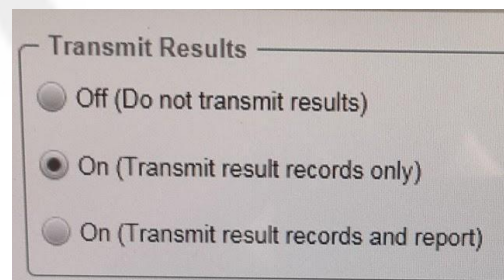 Transmit Results
Off (Do not transmit results)
On (Transmit result records only)
On (Transmit result records and report)